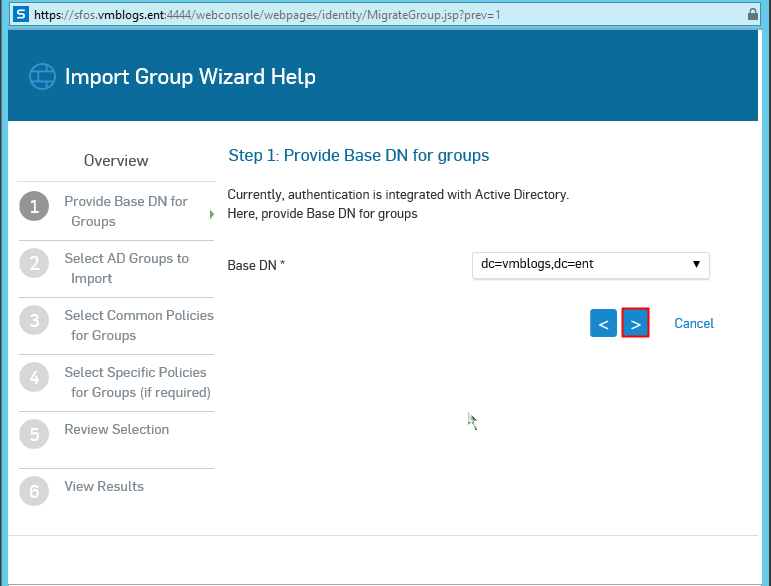 S https://sfos.vmblogs.ent:4444/webconsole/webpages/identity/MigrateGroup.jsp?prev=1
Import Group Wizard Help
Overview
1 Provide Base DN for
Groups
2 Select AD Groups to
Import
3 Select Common Policies
for Groups
4 Select Specific Policies
for Groups (if required)
5 Review Selection
6 View Results
Step 1: Provide Base DN for groups
Currently, authentication is integrated with Active Directory.
Here, provide Base DN for groups
Base DN * dc=vmblogs,dc=ent ▼
< > Cancel